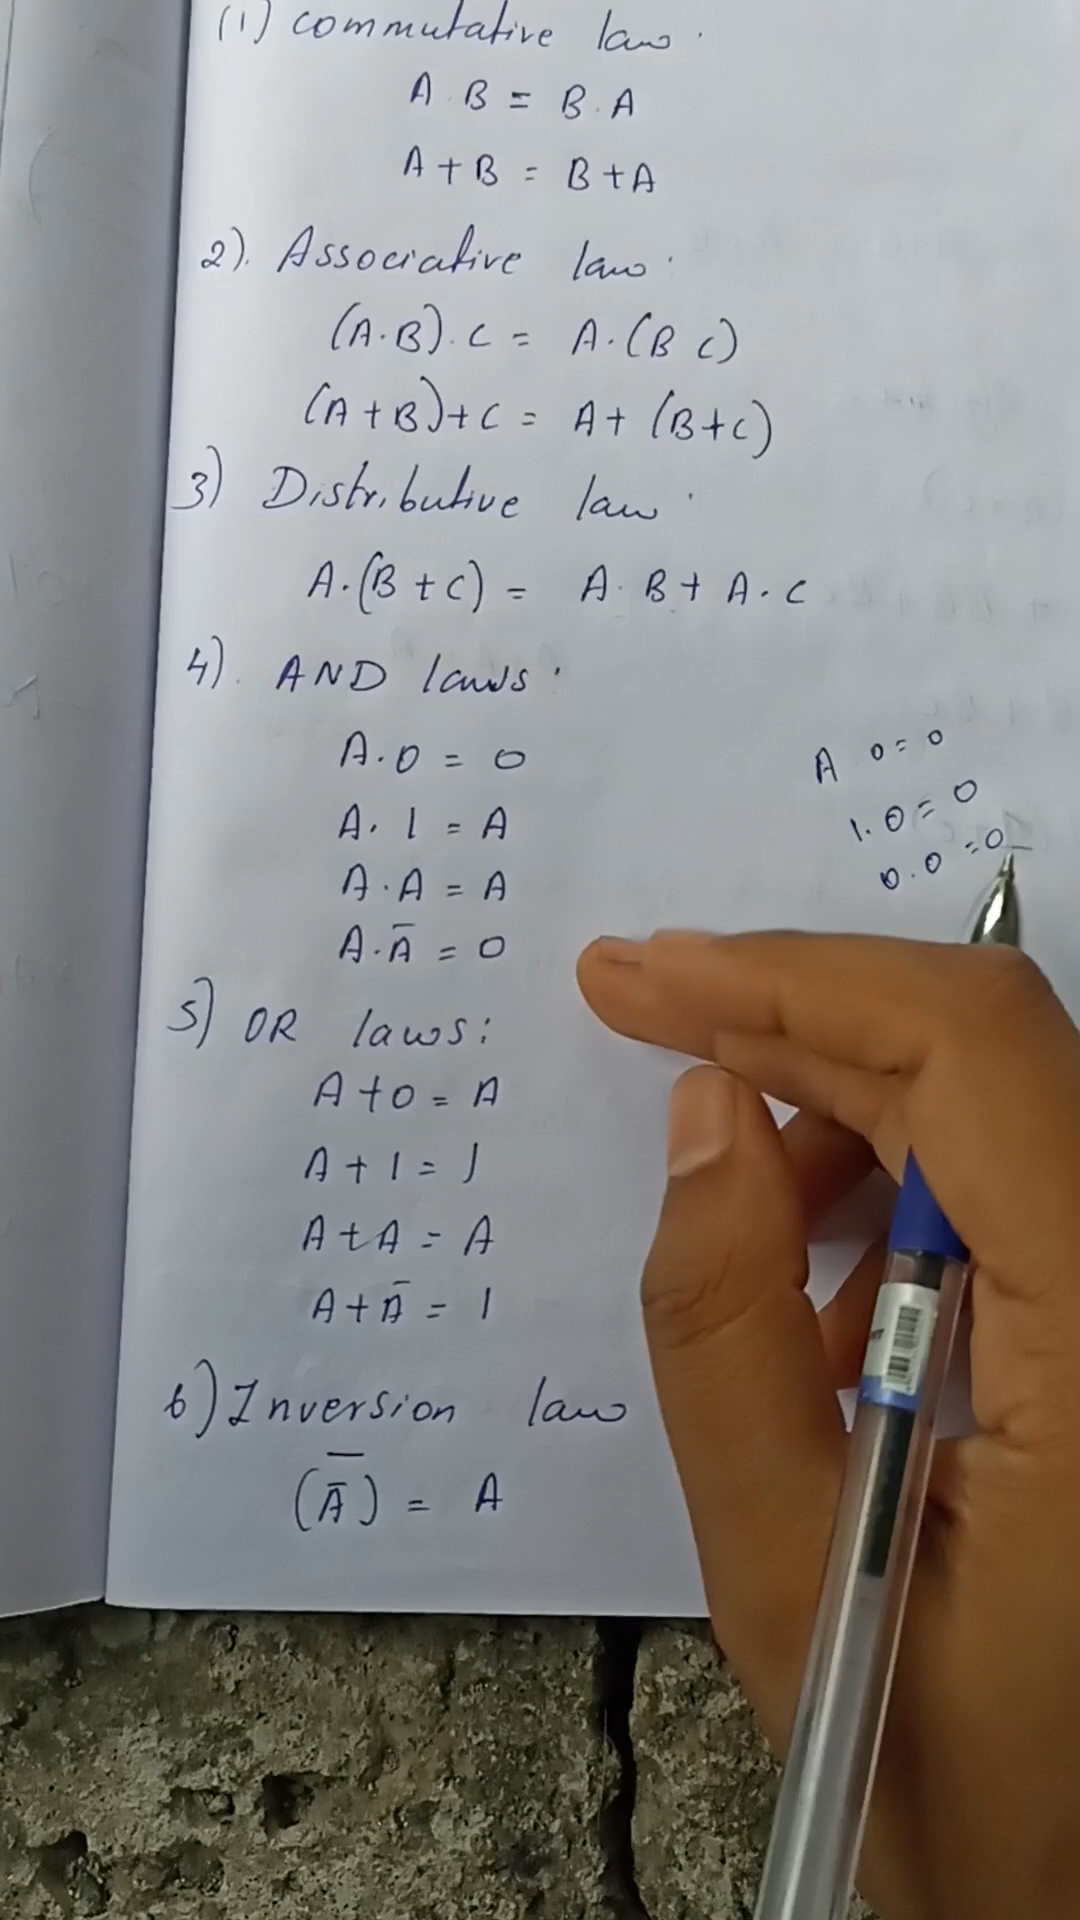 (1) Commutative law.
A.B = B.A
A+B = B+A
2). Associative law:
(A.B).C = A.(B C)
(A+B)+C = A+(B+C)
3) Distributive law:
A.(B+C) = A.B+A.C
4). AND laws:
A.0 = 0
A.1 = A
A.A = A
A.Ā = 0
A 0 = 0
1.0 = 0
0.0 = 0
5) OR laws:
A+0 = A
A+1 = 1
A+A = A
A+Ā = 1
6) Inversion law
(Ā̄) = A